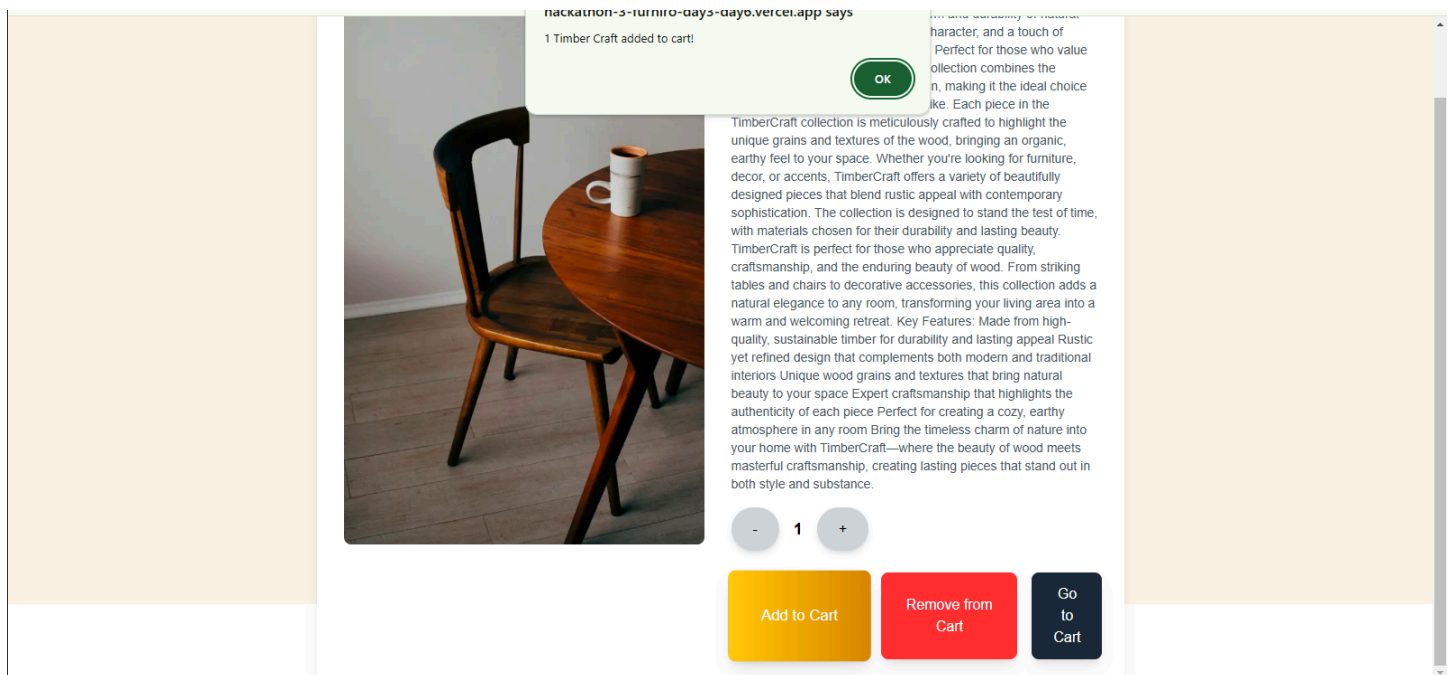 hackathon-3-furniro-day3-day6.vercel.app says
1 Timber Craft added to cart!
OK
and durability of natural
haracter, and a touch of
Perfect for those who value
ollection combines the
n, making it the ideal choice
ike. Each piece in the
TimberCraft collection is meticulously crafted to highlight the
unique grains and textures of the wood, bringing an organic,
earthy feel to your space. Whether you're looking for furniture,
decor, or accents, TimberCraft offers a variety of beautifully
designed pieces that blend rustic appeal with contemporary
sophistication. The collection is designed to stand the test of time,
with materials chosen for their durability and lasting beauty.
TimberCraft is perfect for those who appreciate quality,
craftsmanship, and the enduring beauty of wood. From striking
tables and chairs to decorative accessories, this collection adds a
natural elegance to any room, transforming your living area into a
warm and welcoming retreat. Key Features: Made from high-
quality, sustainable timber for durability and lasting appeal Rustic
yet refined design that complements both modern and traditional
interiors Unique wood grains and textures that bring natural
beauty to your space Expert craftsmanship that highlights the
authenticity of each piece Perfect for creating a cozy, earthy
atmosphere in any room Bring the timeless charm of nature into
your home with TimberCraft—where the beauty of wood meets
masterful craftsmanship, creating lasting pieces that stand out in
both style and substance.
- 1 +
Add to Cart
Remove from
Cart
Go
to
Cart